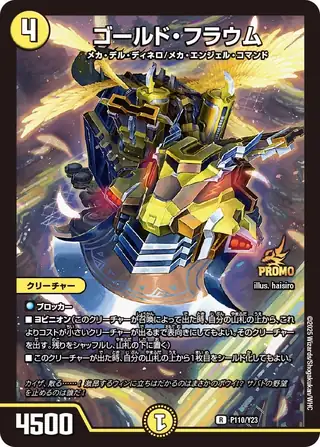 4
ゴールド・フラウム
メカ・デル・ディネロ/メカ・エンジェル・コマンド
PROMO
illus. haisiro
クリーチャー
ブロッカー
■ヨビニオン(このクリーチャーが召喚によって出た時、自分の山札の上から、これ
よりコストが小さいクリーチャーが出るまで表向きにしてもよい。そのクリーチャー
を出す。残りをシャッフルし、山札の下に置く)
■このクリーチャーが出た時、自分の山札の上から1枚目をシールド化してもよい。
カイザ、敗る…!激昂するウィンに立ちはだかるのはまさかのボウイ!?サバトの野望
を止めるのは誰だ!
4500
1
R P110/Y23
©2025 Wizards/Shogakukan/WHC